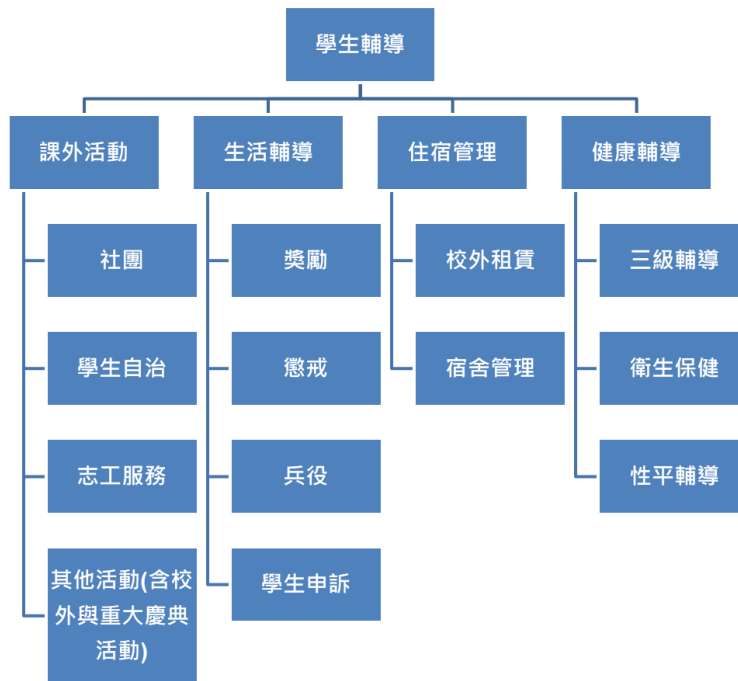 學生輔導
課外活動
生活輔導
住宿管理
健康輔導
社團
獎勵
校外租賃
三級輔導
學生自治
懲戒
宿舍管理
衛生保健
志工服務
兵役
性平輔導
其他活動(含校
外與重大慶典
活動)
學生申訴